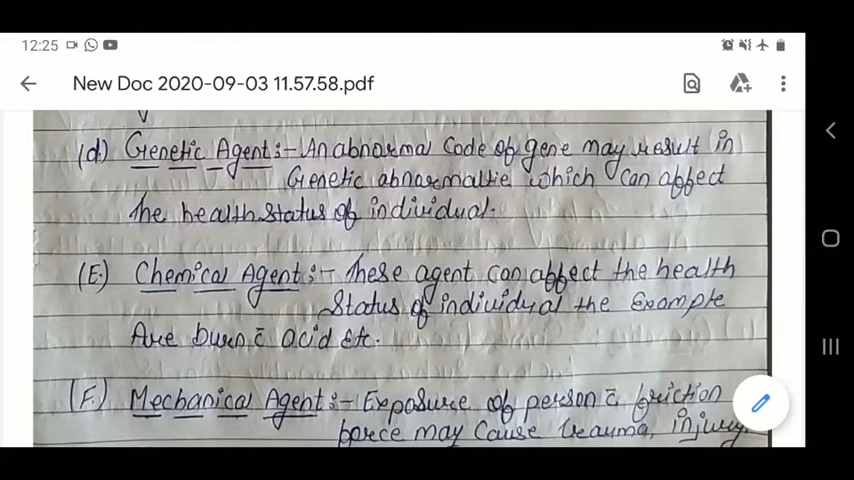 12:25
New Doc 2020-09-03 11.57.58.pdf
(d.) Genetic Agent:- An abnormal Code of gene may result in
Genetic abnormaltie which can affect
the health status of individual.
(E.) Chemical Agent:- these agent can affect the health
Status of individual the Example
Are burn c̄ acid Etc.
(F.) Mechanical Agent:- Exposure of person c̄ friction
force may Cause trauma, injury.